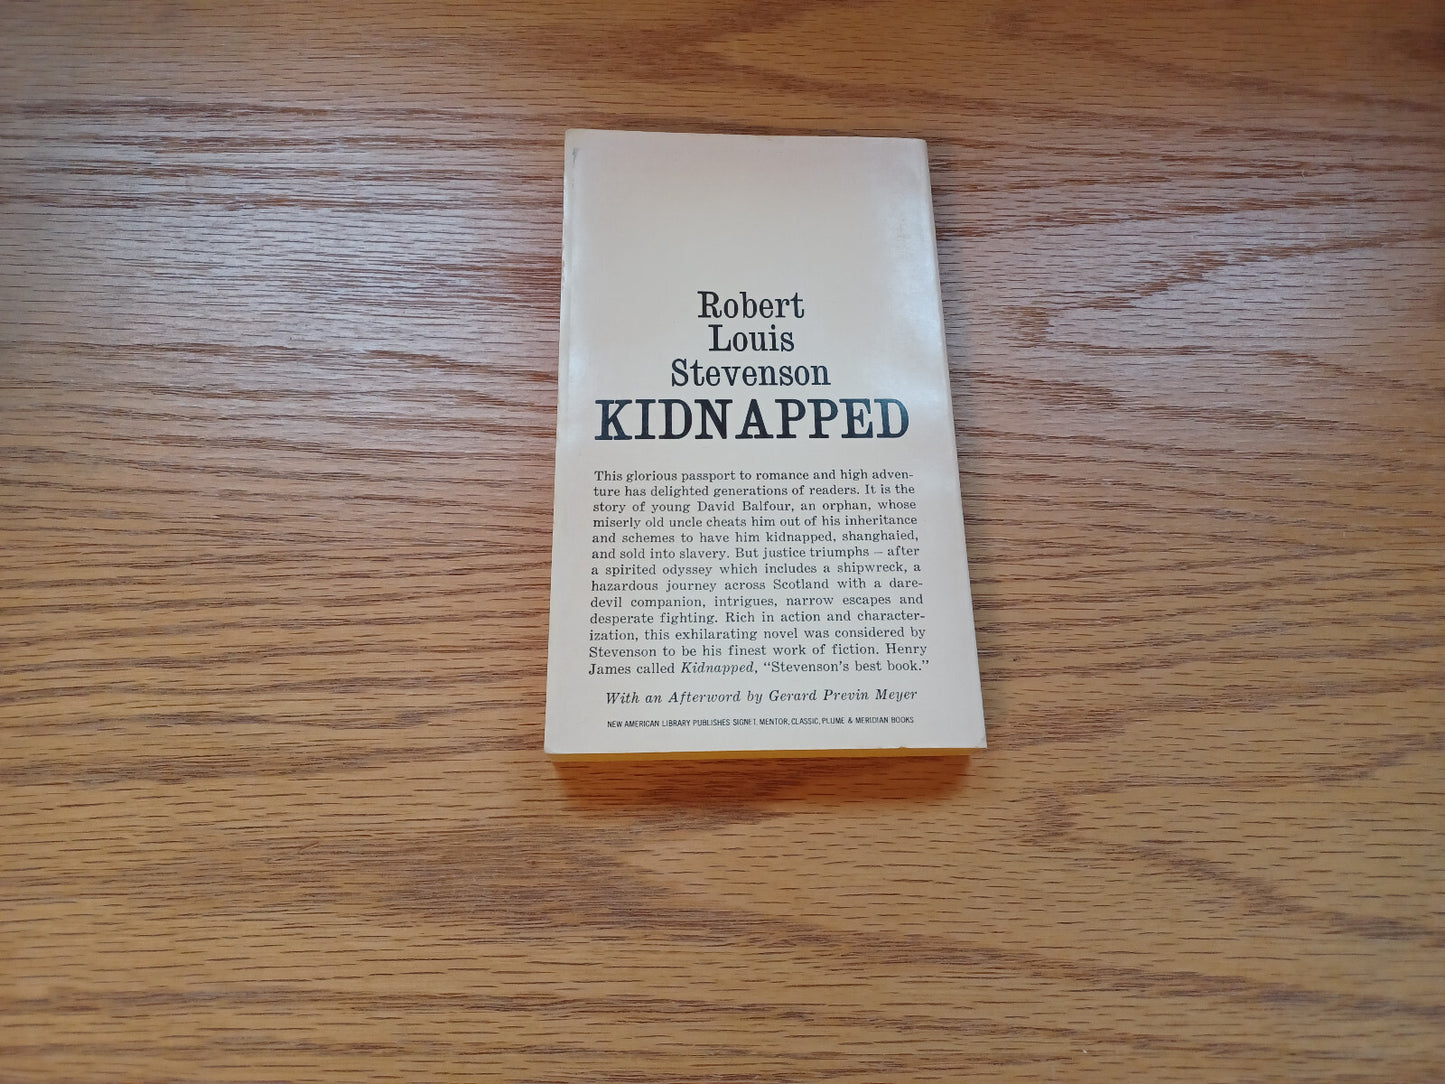 Robert
Louis
Stevenson
KIDNAPPED
This glorious passport to romance and high adven-
ture has delighted generations of readers. It is the
story of young David Balfour, an orphan, whose
miserly old uncle cheats him out of his inheritance
and schemes to have him kidnapped, shanghaied,
and sold into slavery. But justice triumphs – after
a spirited odyssey which includes a shipwreck, a
hazardous journey across Scotland with a dare-
devil companion, intrigues, narrow escapes and
desperate fighting. Rich in action and character-
ization, this exhilarating novel was considered by
Stevenson to be his finest work of fiction. Henry
James called Kidnapped, “Stevenson’s best book.”
With an Afterword by Gerard Previn Meyer
NEW AMERICAN LIBRARY PUBLISHES SIGNET, MENTOR, CLASSIC, PLUME & MERIDIAN BOOKS